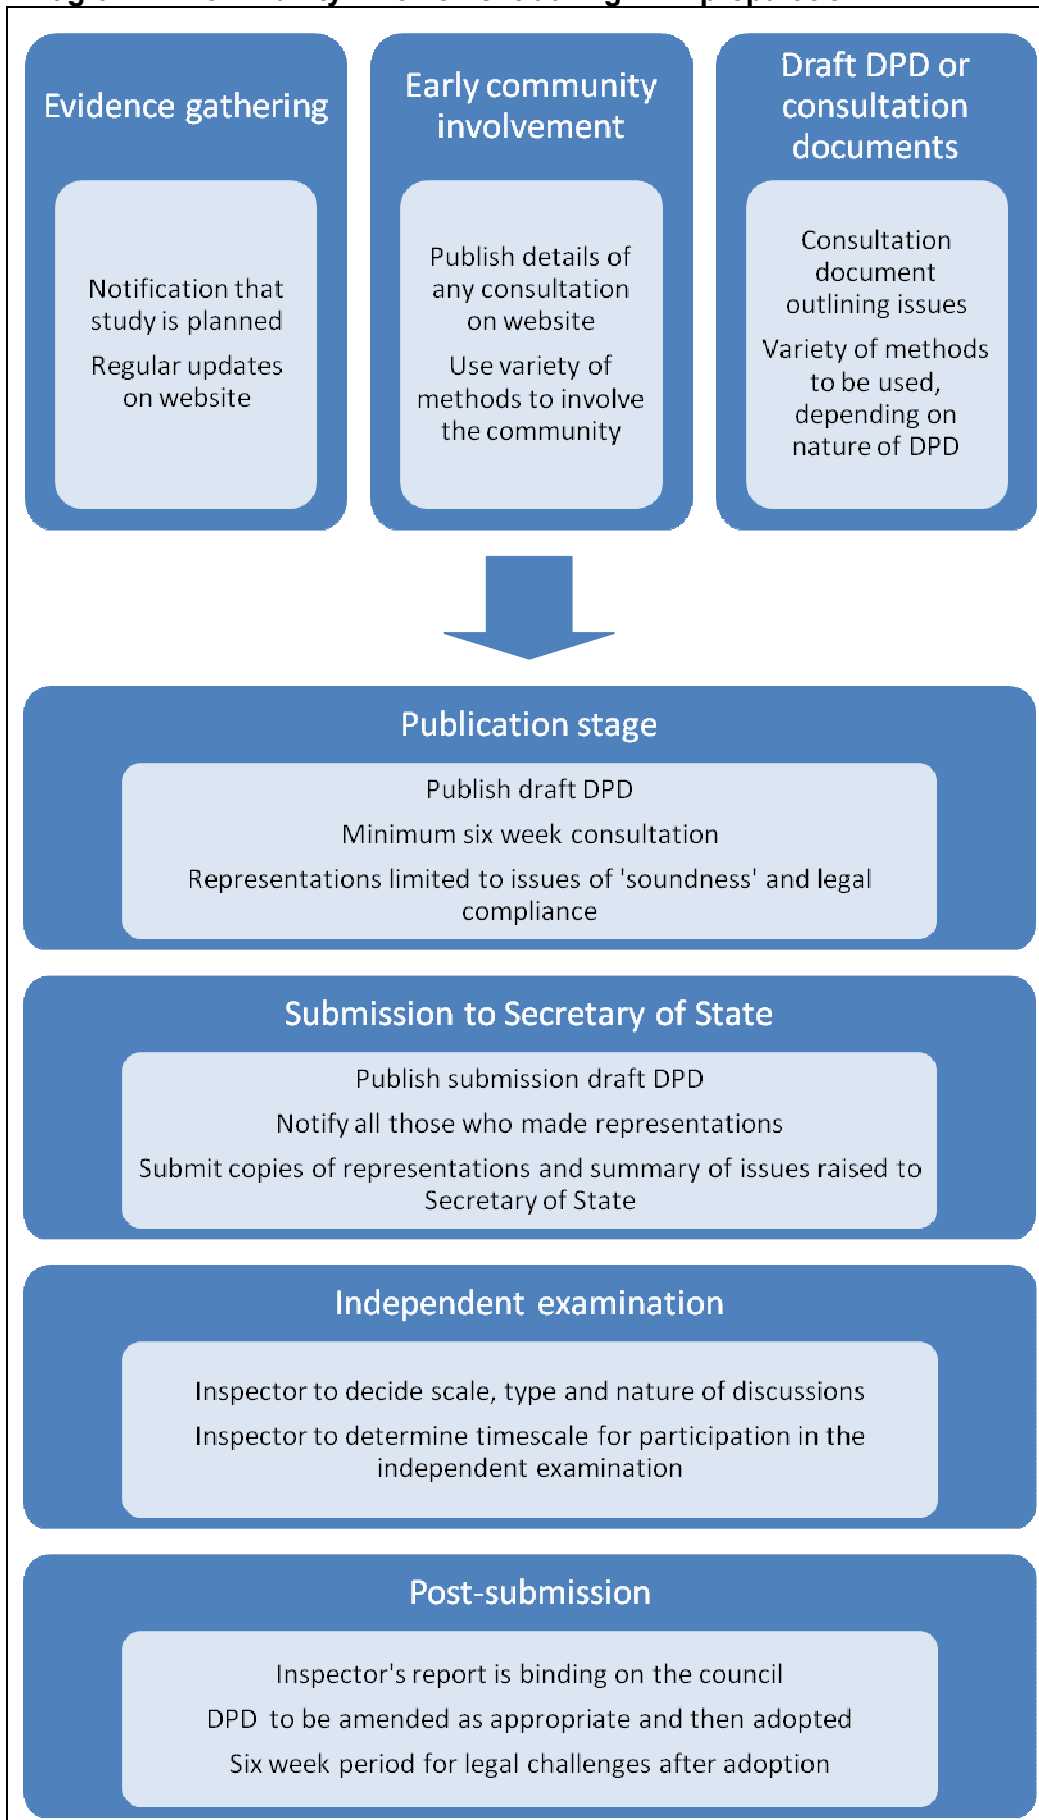 Evidence gathering
Notification that
study is planned
Regular updates
on website
Early community
involvement
Publish details of
any consultation
on website
Use variety of
methods to involve
the community
Draft DPD or
consultation
documents
Consultation
document
outlining issues
Variety of methods
to be used,
depending on
nature of DPD
Publication stage
Publish draft DPD
Minimum six week consultation
Representations limited to issues of 'soundness' and legal
compliance
Submission to Secretary of State
Publish submission draft DPD
Notify all those who made representations
Submit copies of representations and summary of issues raised to
Secretary of State
Independent examination
Inspector to decide scale, type and nature of discussions
Inspector to determine timescale for participation in the
independent examination
Post-submission
Inspector's report is binding on the council
DPD to be amended as appropriate and then adopted
Six week period for legal challenges after adoption